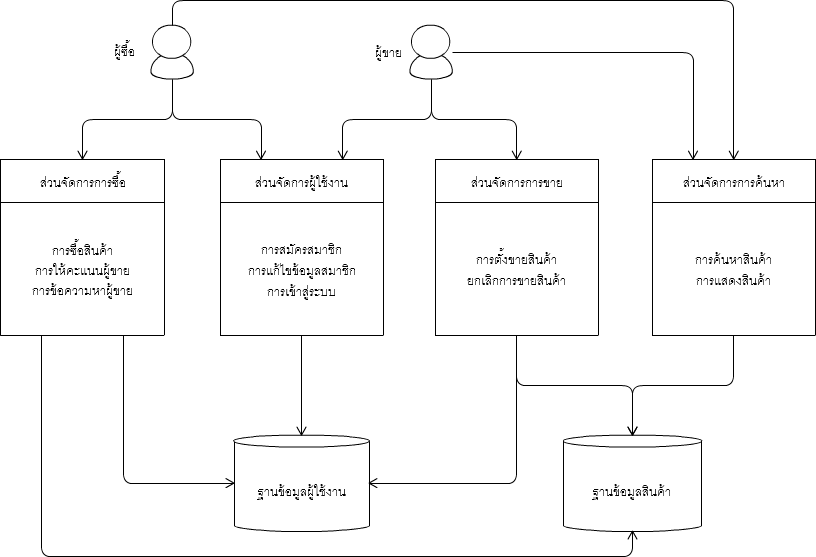 ผู้ซื้อ
ผู้ขาย
ส่วนจัดการการซื้อ
ส่วนจัดการผู้ใช้งาน
ส่วนจัดการการขาย
ส่วนจัดการการค้นหา
การซื้อสินค้า
การให้คะแนนผู้ขาย
การข้อความหาผู้ขาย
การสมัครสมาชิก
การแก้ไขข้อมูลสมาชิก
การเข้าสู่ระบบ
การตั้งขายสินค้า
ยกเลิกการขายสินค้า
การค้นหาสินค้า
การแสดงสินค้า
ฐานข้อมูลผู้ใช้งาน
ฐานข้อมูลสินค้า